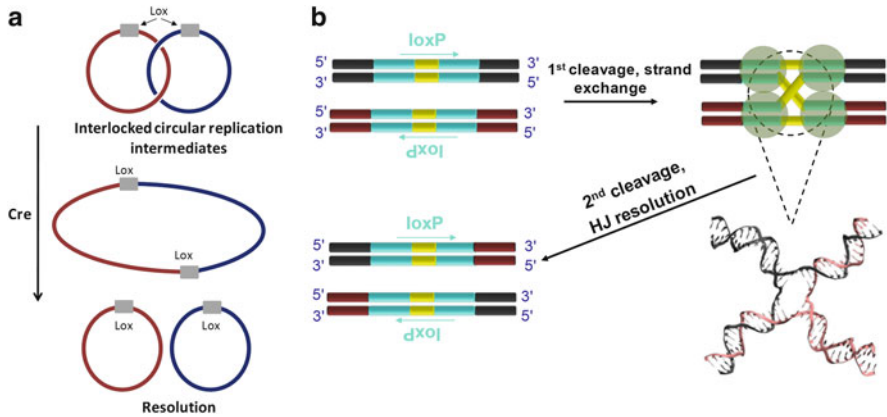 a
Lox
Interlocked circular replication
intermediates
Cre
Lox
Lox
Lox
Lox
Resolution
b
loxP
5' 3'
3' 5'
5' 3'
3' 5'
loxP
1st cleavage, strand
exchange
2nd cleavage,
HJ resolution
loxP
5' 3'
3' 5'
5' 3'
3' 5'
loxP